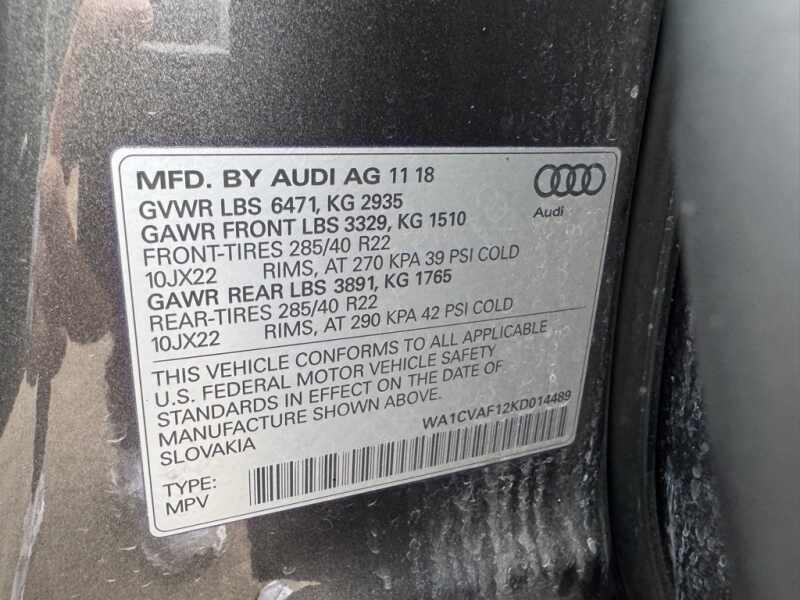 MFD. BY AUDI AG 11 18
GVWR LBS 6471, KG 2935
GAWR FRONT LBS 3329, KG 1510
FRONT-TIRES 285/40 R22
10JX22 RIMS, AT 270 KPA 39 PSI COLD
GAWR REAR LBS 3891, KG 1765
REAR-TIRES 285/40 R22
10JX22 RIMS, AT 290 KPA 42 PSI COLD
Audi
THIS VEHICLE CONFORMS TO ALL APPLICABLE
U.S. FEDERAL MOTOR VEHICLE SAFETY
STANDARDS IN EFFECT ON THE DATE OF
MANUFACTURE SHOWN ABOVE.
SLOVAKIA
WA1CVAF12KD014489
TYPE:
MPV